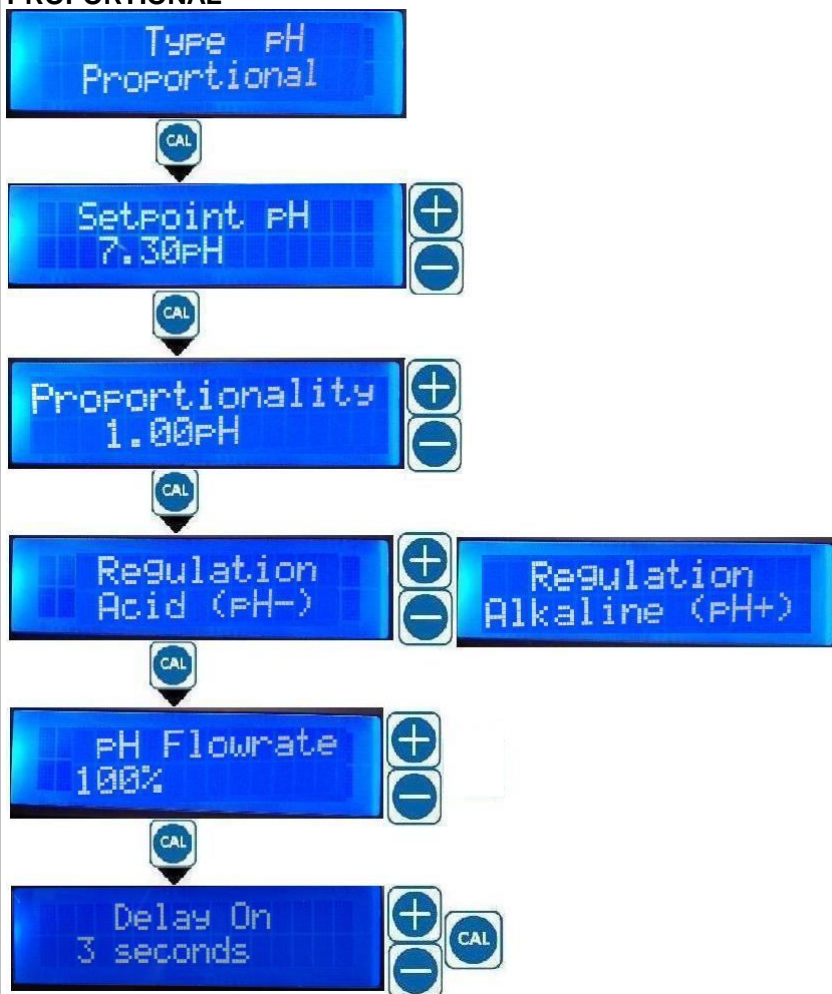 PROPORTIONAL
Type pH
Proportional
CAL
Setpoint pH
7.30pH
CAL
Proportionality
1.00pH
CAL
Regulation
Acid (pH-)
Regulation
Alkaline (pH+)
CAL
pH Flowrate
100%
CAL
Delay On
3 seconds
CAL